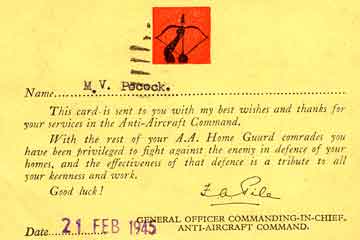 Name M. V. Pocock.
This card is sent to you with my best wishes and thanks for
your services in the Anti-Aircraft Command.
With the rest of your A.A. Home Guard comrades you
have been privileged to fight against the enemy in defence of your
homes, and the effectiveness of that defence is a tribute to all
your keenness and work.
Good luck!
F A Pile
GENERAL OFFICER COMMANDING-IN-CHIEF,
ANTI-AIRCRAFT COMMAND.
Date 21 FEB 1945